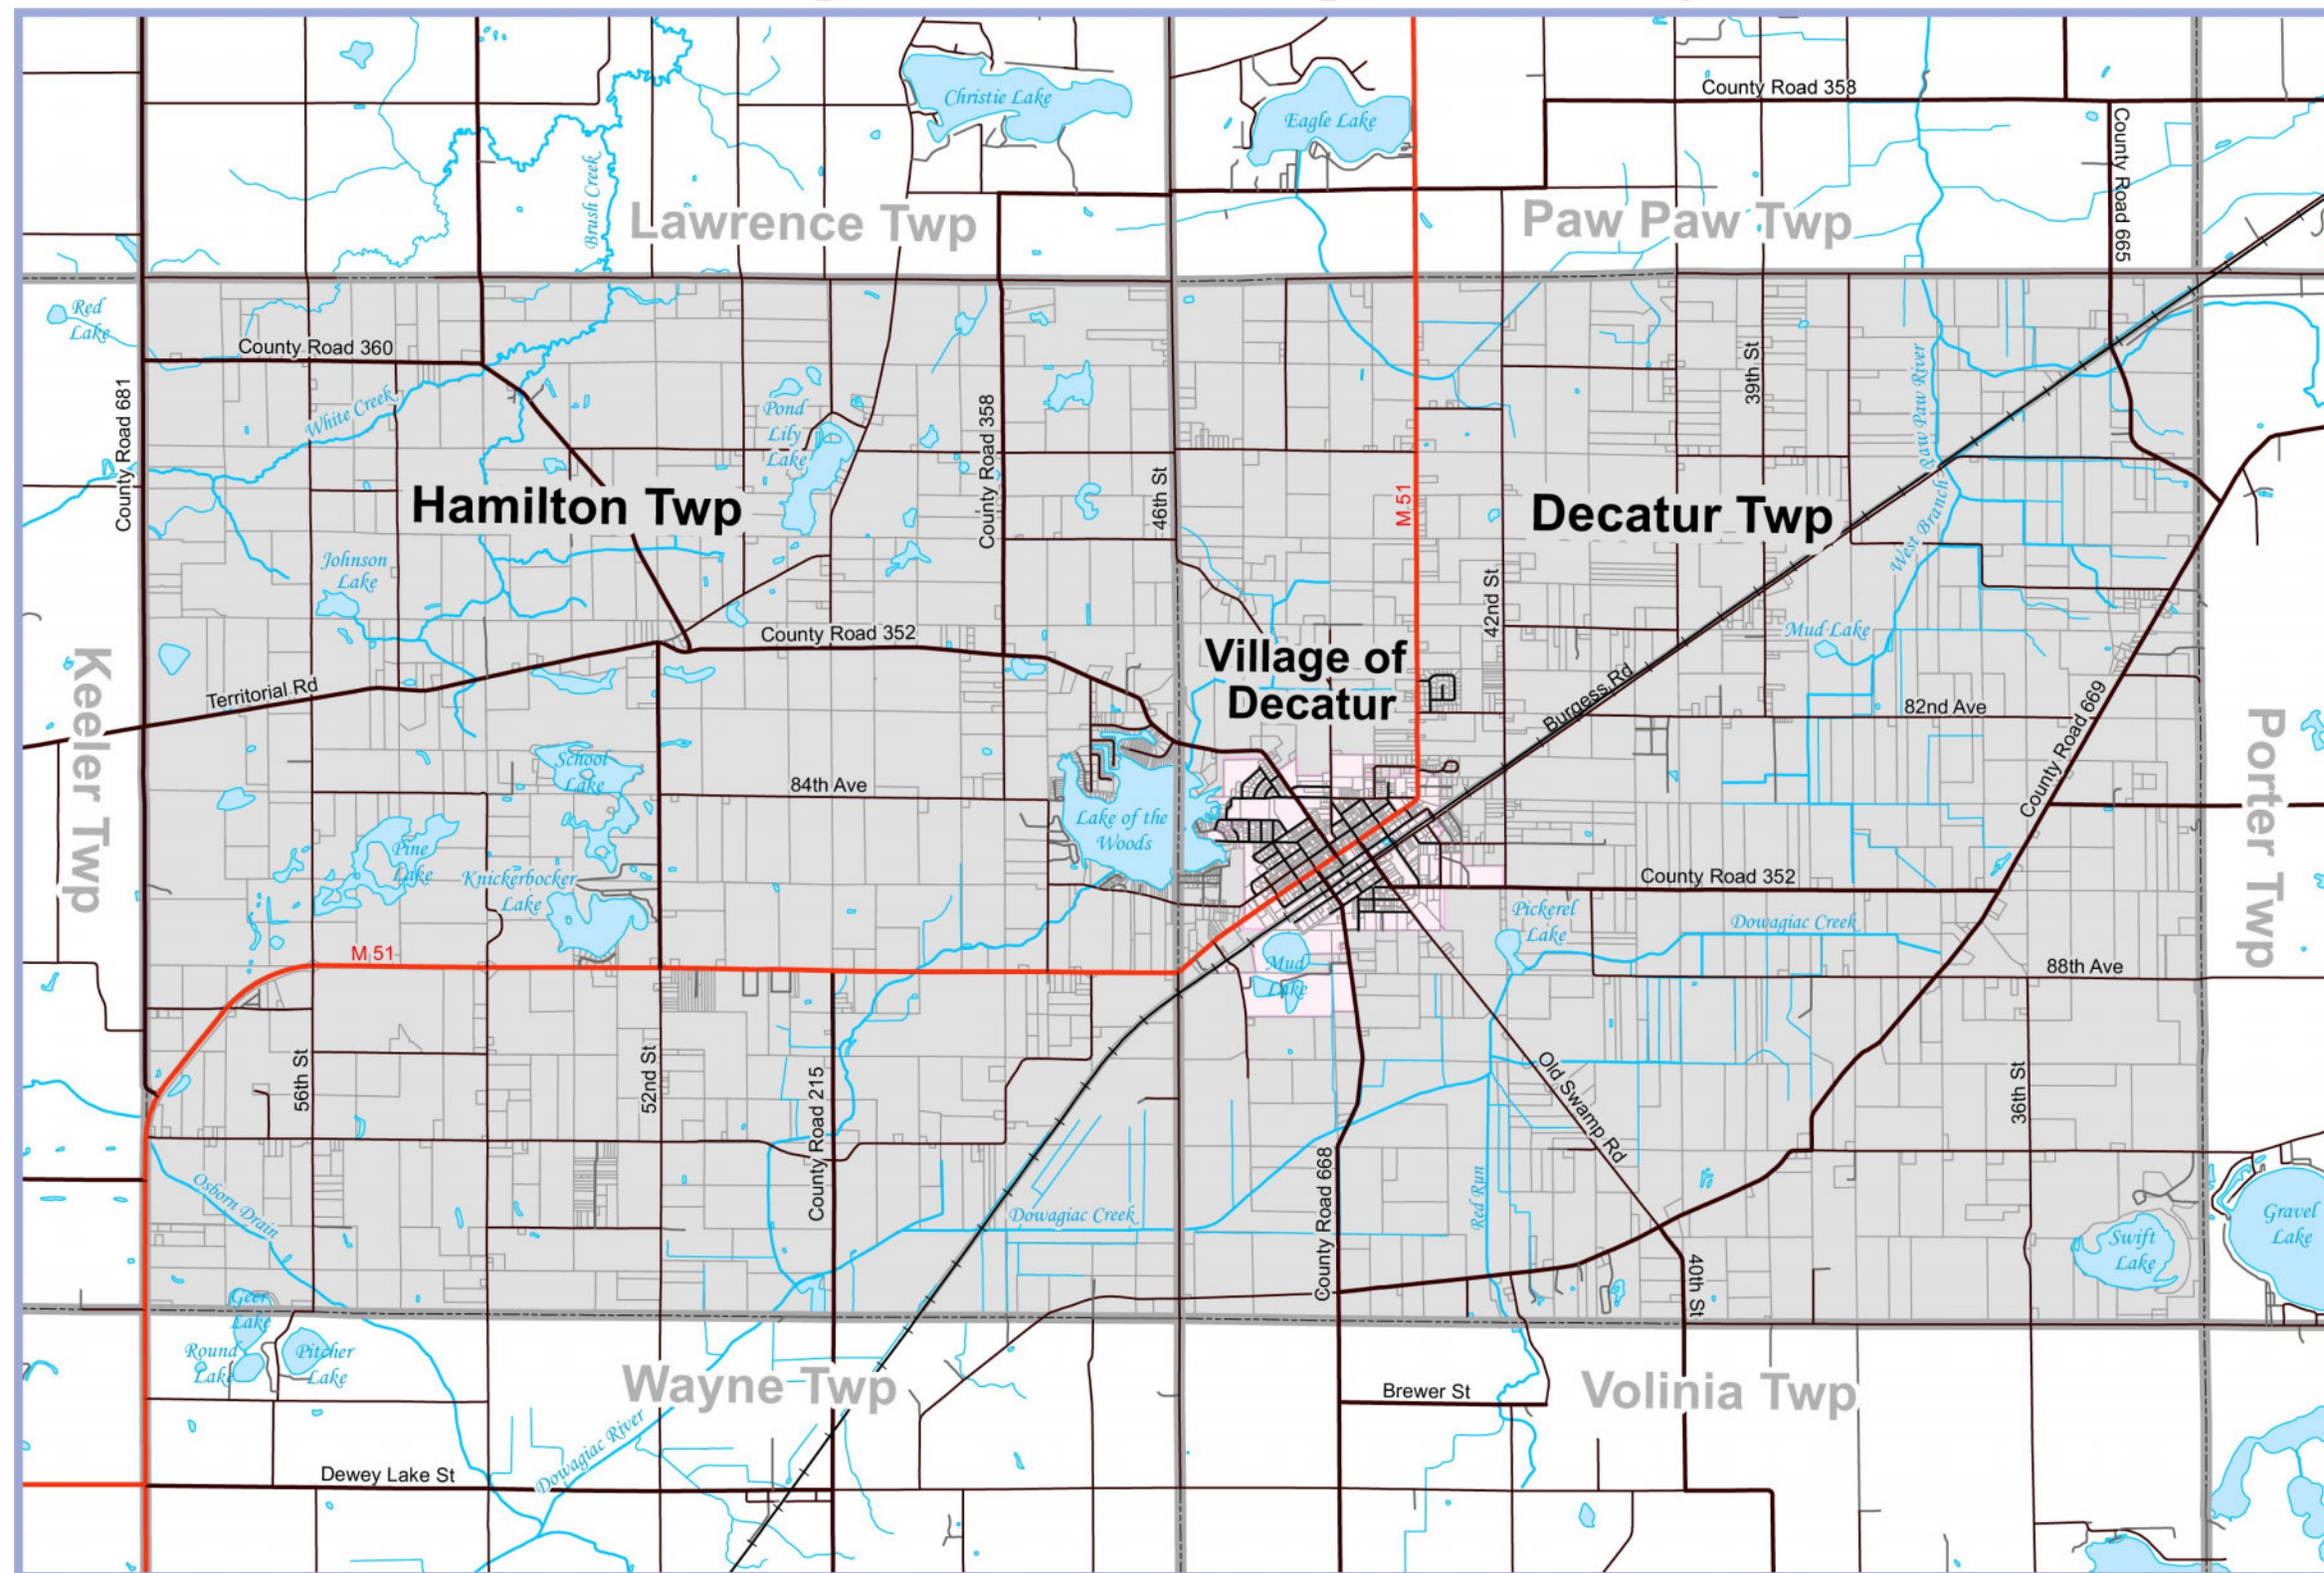 County Road 358
Christie Lake
Eagle Lake
County Road 665
Brush Creek
Lawrence Twp
Paw Paw Twp
Red
Lake
County Road 360
County Road 681
White Creek
Pond
Lily
Lake
County Road 358
46th St
M 51
39th St
Paw Paw River
West Branch
Hamilton Twp
Decatur Twp
Johnson
Lake
42nd St
County Road 352
Village of
Decatur
Mud Lake
Keeler Twp
Territorial Rd
Burgess Rd
82nd Ave
County Road 669
Porter Twp
School
Lake
84th Ave
Lake of the
Woods
Pine
Lake
Knickerbocker
Lake
County Road 352
Pickerel
Lake
Dowagiac Creek
M 51
Mud
Lake
88th Ave
56th St
52nd St
County Road 215
Old Swamp Rd
36th St
Osborn Drain
Dowagiac Creek
County Road 668
Red Run
40th St
Swift
Lake
Gravel
Lake
Geer
Lake
Round
Lake
Pitcher
Lake
Wayne Twp
Brewer St
Volinia Twp
Dewey Lake St
Dowagiac River